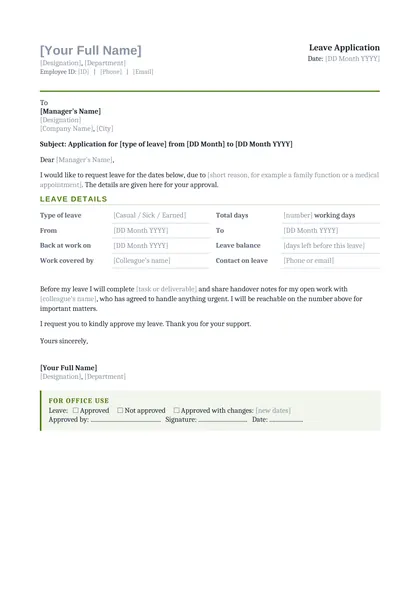 [Your Full Name]
[Designation], [Department]
Employee ID: [ID] | [Phone] | [Email]
Leave Application
Date: [DD Month YYYY]
To
[Manager's Name]
[Designation]
[Company Name], [City]
Subject: Application for [type of leave] from [DD Month] to [DD Month YYYY]
Dear [Manager's Name],
I would like to request leave for the dates below, due to [short reason, for example a family function or a medical
appointment]. The details are given here for your approval.
LEAVE DETAILS
Type of leave [Casual / Sick / Earned] Total days [number] working days
From [DD Month YYYY] To [DD Month YYYY]
Back at work on [DD Month YYYY] Leave balance [days left before this leave]
Work covered by [Colleague's name] Contact on leave [Phone or email]
Before my leave I will complete [task or deliverable] and share handover notes for my open work with
[colleague's name], who has agreed to handle anything urgent. I will be reachable on the number above for
important matters.
I request you to kindly approve my leave. Thank you for your support.
Yours sincerely,
[Your Full Name]
[Designation], [Department]
FOR OFFICE USE
Leave: ☐ Approved ☐ Not approved ☐ Approved with changes: [new dates]
Approved by: Signature: Date: